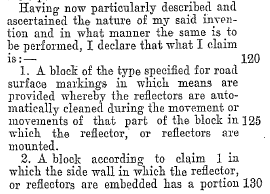 Having now particularly described and
ascertained the nature of my said inven-
tion and in what manner the same is to
be performed, I declare that what I claim
is :— 120
1. A block of the type specified for road
surface markings in which means are
provided whereby the reflectors are auto-
matically cleaned during the movement or
movements of that part of the block in 125
which the reflector, or reflectors are
mounted.
2. A block according to claim 1 in
which the side wall in which the reflector,
or reflectors are embedded has a portion 130